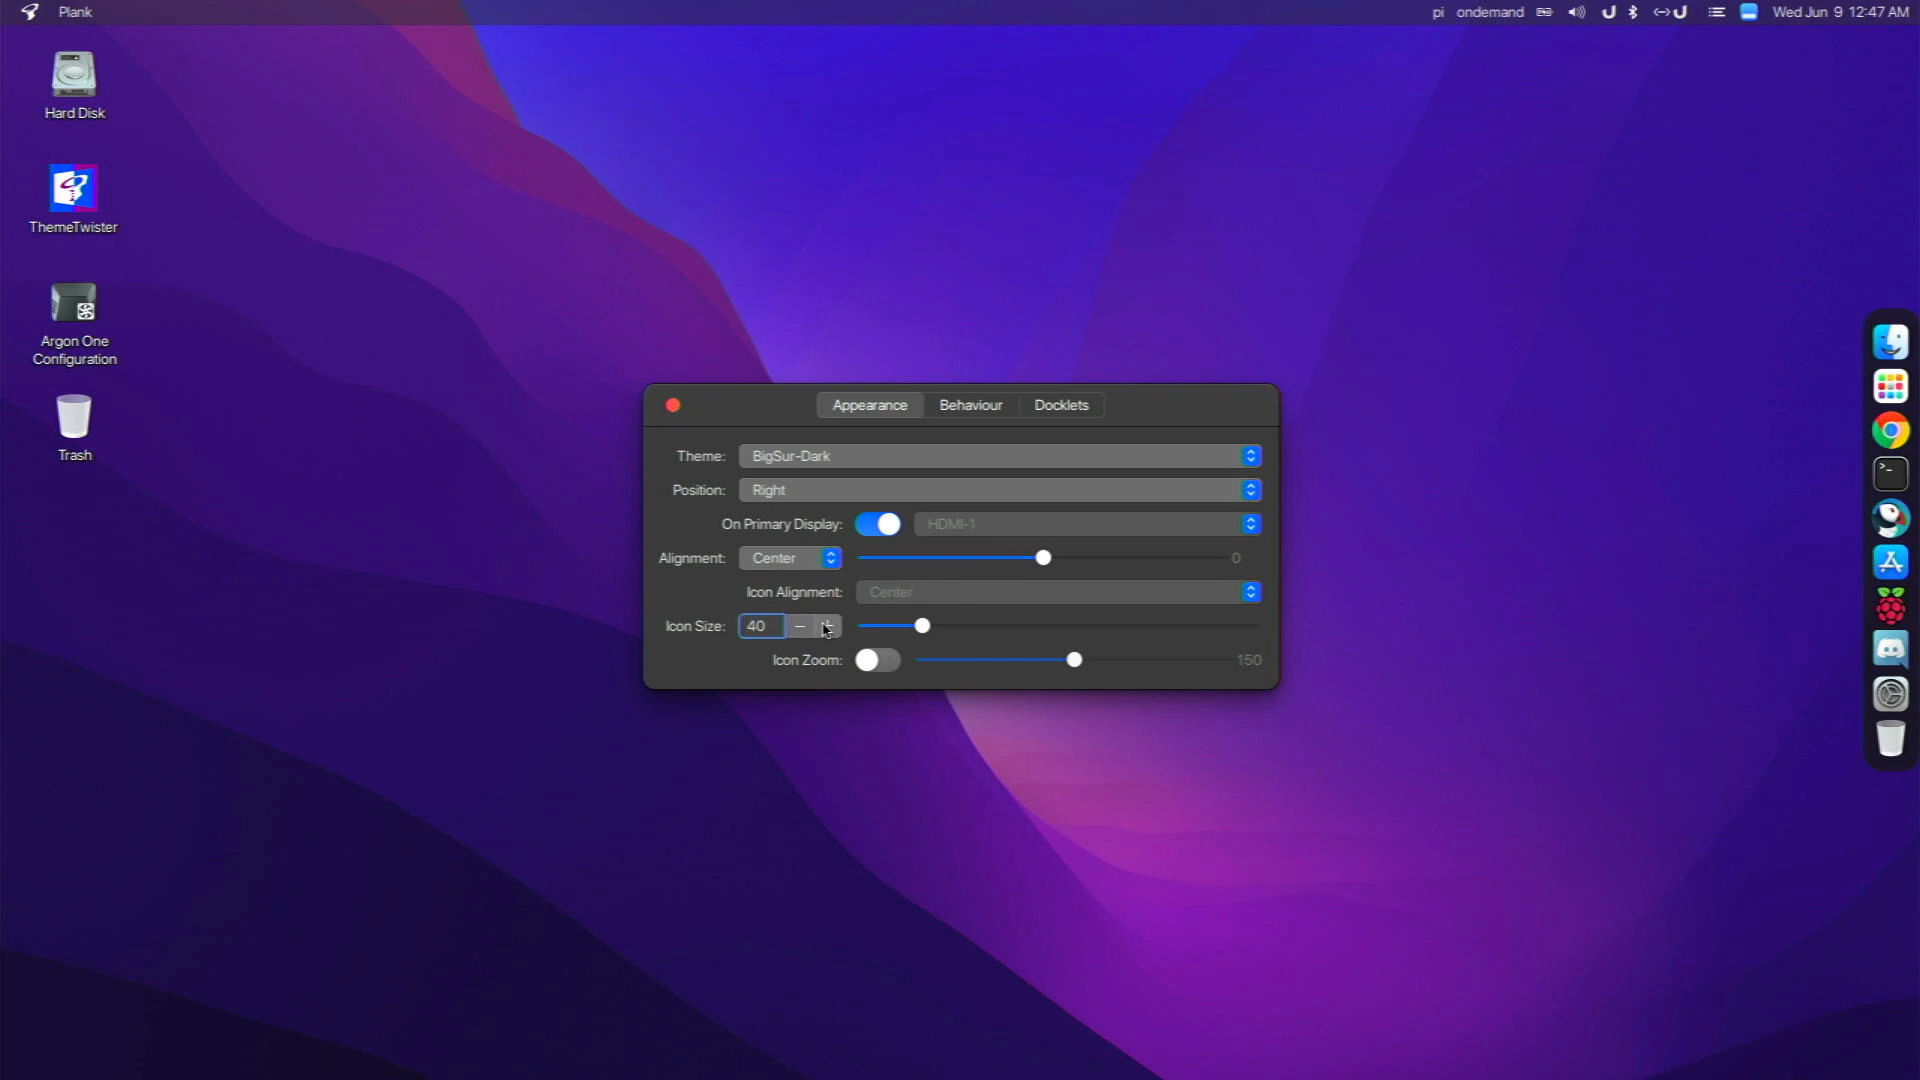 Plank
pi ondemand Wed Jun 9 12:47 AM
Hard Disk
ThemeTwister
Argon One
Configuration
Trash
Appearance Behaviour Docklets
Theme: BigSur-Dark
Position: Right
On Primary Display: HDMI-1
Alignment: Center 0
Icon Alignment: Center
Icon Size: 40
Icon Zoom: 150